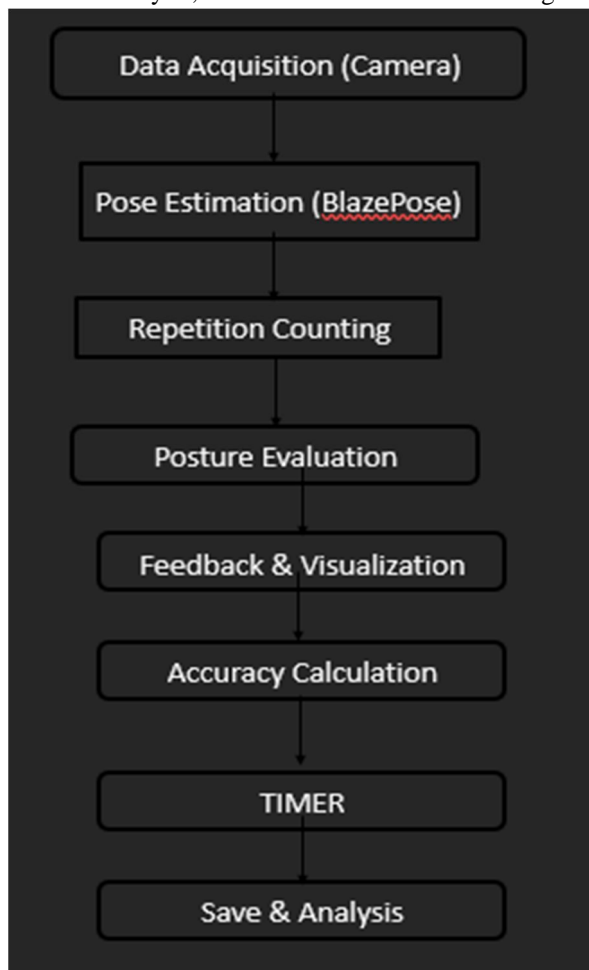 Data Acquisition (Camera)
Pose Estimation (BlazePose)
Repetition Counting
Posture Evaluation
Feedback & Visualization
Accuracy Calculation
TIMER
Save & Analysis